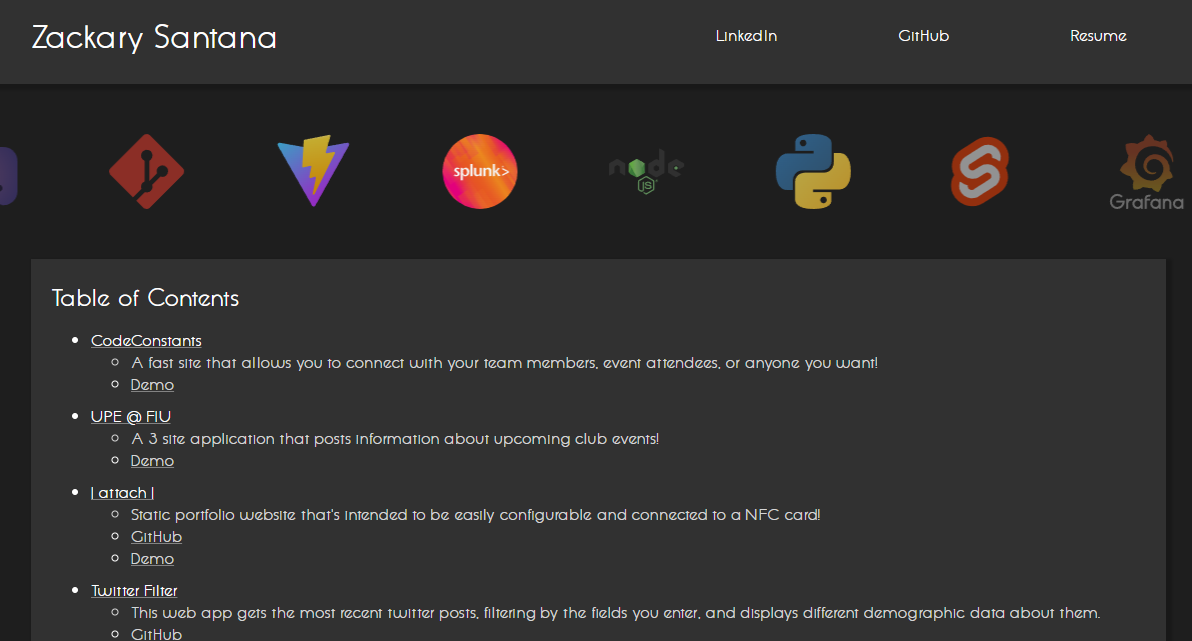 Zackary Santana
LinkedIn
GitHub
Resume
splunk>
node
JS
Grafana
Table of Contents
CodeConstants
A fast site that allows you to connect with your team members, event attendees, or anyone you want!
Demo
UPE @ FIU
A 3 site application that posts information about upcoming club events!
Demo
| attach |
Static portfolio website that's intended to be easily configurable and connected to a NFC card!
GitHub
Demo
Twitter Filter
This web app gets the most recent twitter posts, filtering by the fields you enter, and displays different demographic data about them.
GitHub